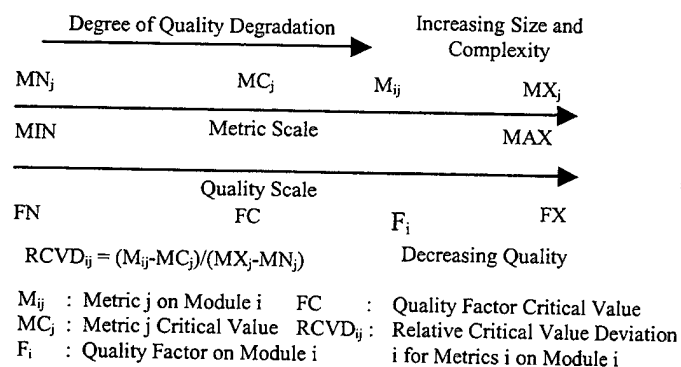 Degree of Quality Degradation
Increasing Size and
Complexity
MNj MCj Mij MXj
MIN Metric Scale MAX
Quality Scale
FN FC Fi FX
RCVDij = (Mij-MCj)/(MXj-MNj) Decreasing Quality
Mij : Metric j on Module i FC : Quality Factor Critical Value
MCj : Metric j Critical Value RCVDij : Relative Critical Value Deviation
Fi : Quality Factor on Module i i for Metrics i on Module i